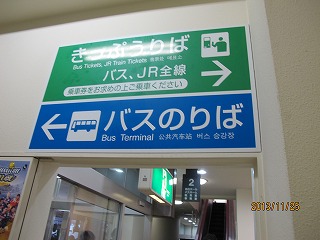 きっぷうりば
Bus Tickets, JR Train Tickets
バス、JR全線
乗車券をお求めの上ご乗車ください
バスのりば
Bus Terminal 公共汽车站 버스 승강장
2
2013/11/25